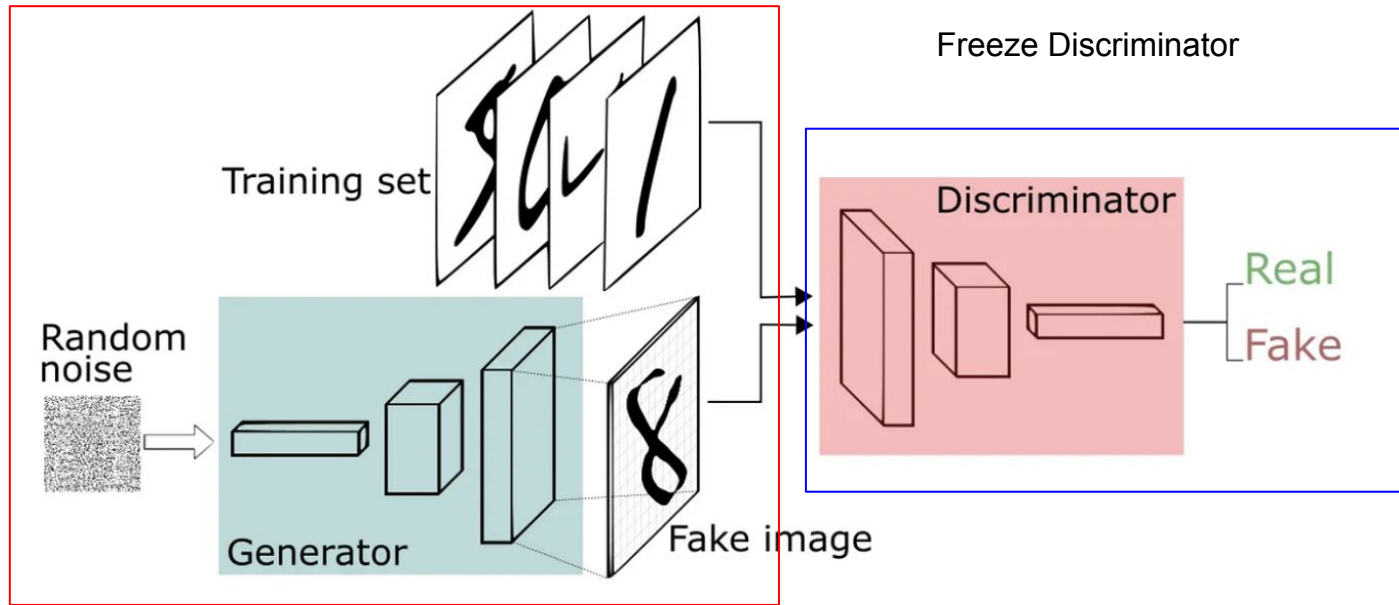 Freeze Discriminator
Training set
Discriminator
Real
Fake
Random
noise
Generator
Fake image